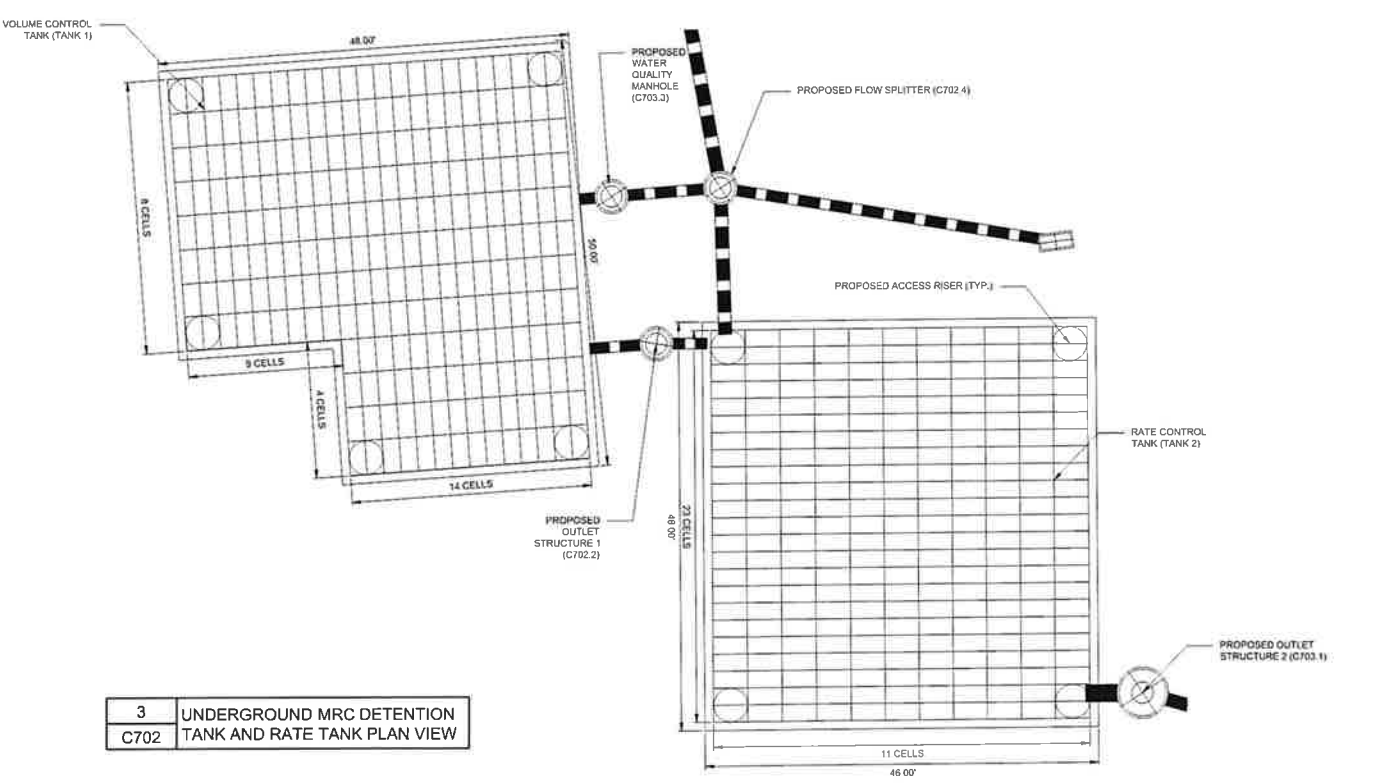 VOLUME CONTROL
TANK (TANK 1)
48.00'
PROPOSED
WATER
QUALITY
MANHOLE
(C703.3)
PROPOSED FLOW SPLITTER (C702.4)
8 CELLS
50.00'
PROPOSED ACCESS RISER (TYP.)
9 CELLS
4 CELLS
14 CELLS
RATE CONTROL
TANK (TANK 2)
PROPOSED
OUTLET
STRUCTURE 1
(C702.2)
23 CELLS
48.00'
PROPOSED OUTLET
STRUCTURE 2 (C703.1)
3
C702
UNDERGROUND MRC DETENTION
TANK AND RATE TANK PLAN VIEW
11 CELLS
46.00'